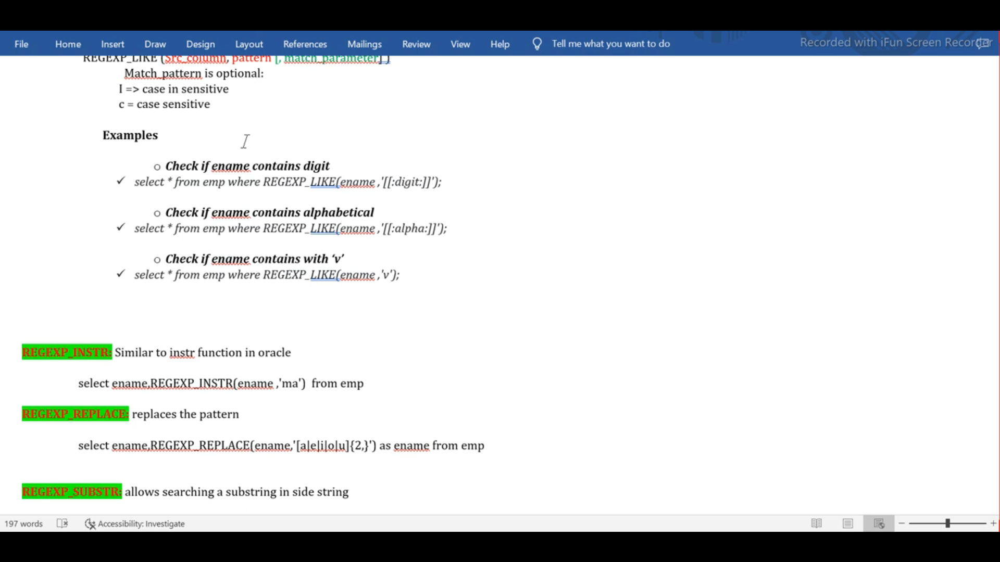 File Home Insert Draw Design Layout References Mailings Review View Help Tell me what you want to do
Recorded with iFun Screen Recorder
REGEXP_LIKE (Src_column, pattern [, match_parameter] )
Match_pattern is optional:
I => case in sensitive
c = case sensitive
Examples
o Check if ename contains digit
✓ select * from emp where REGEXP_LIKE(ename ,'[[:digit:]]');
o Check if ename contains alphabetical
✓ select * from emp where REGEXP_LIKE(ename ,'[[:alpha:]]');
o Check if ename contains with ‘v’
✓ select * from emp where REGEXP_LIKE(ename ,'v');
REGEXP_INSTR: Similar to instr function in oracle
select ename,REGEXP_INSTR(ename ,'ma')  from emp
REGEXP_REPLACE: replaces the pattern
select ename,REGEXP_REPLACE(ename,'[a|e|i|o|u]{2,}') as ename from emp
REGEXP_SUBSTR: allows searching a substring in side string
197 words Accessibility: Investigate